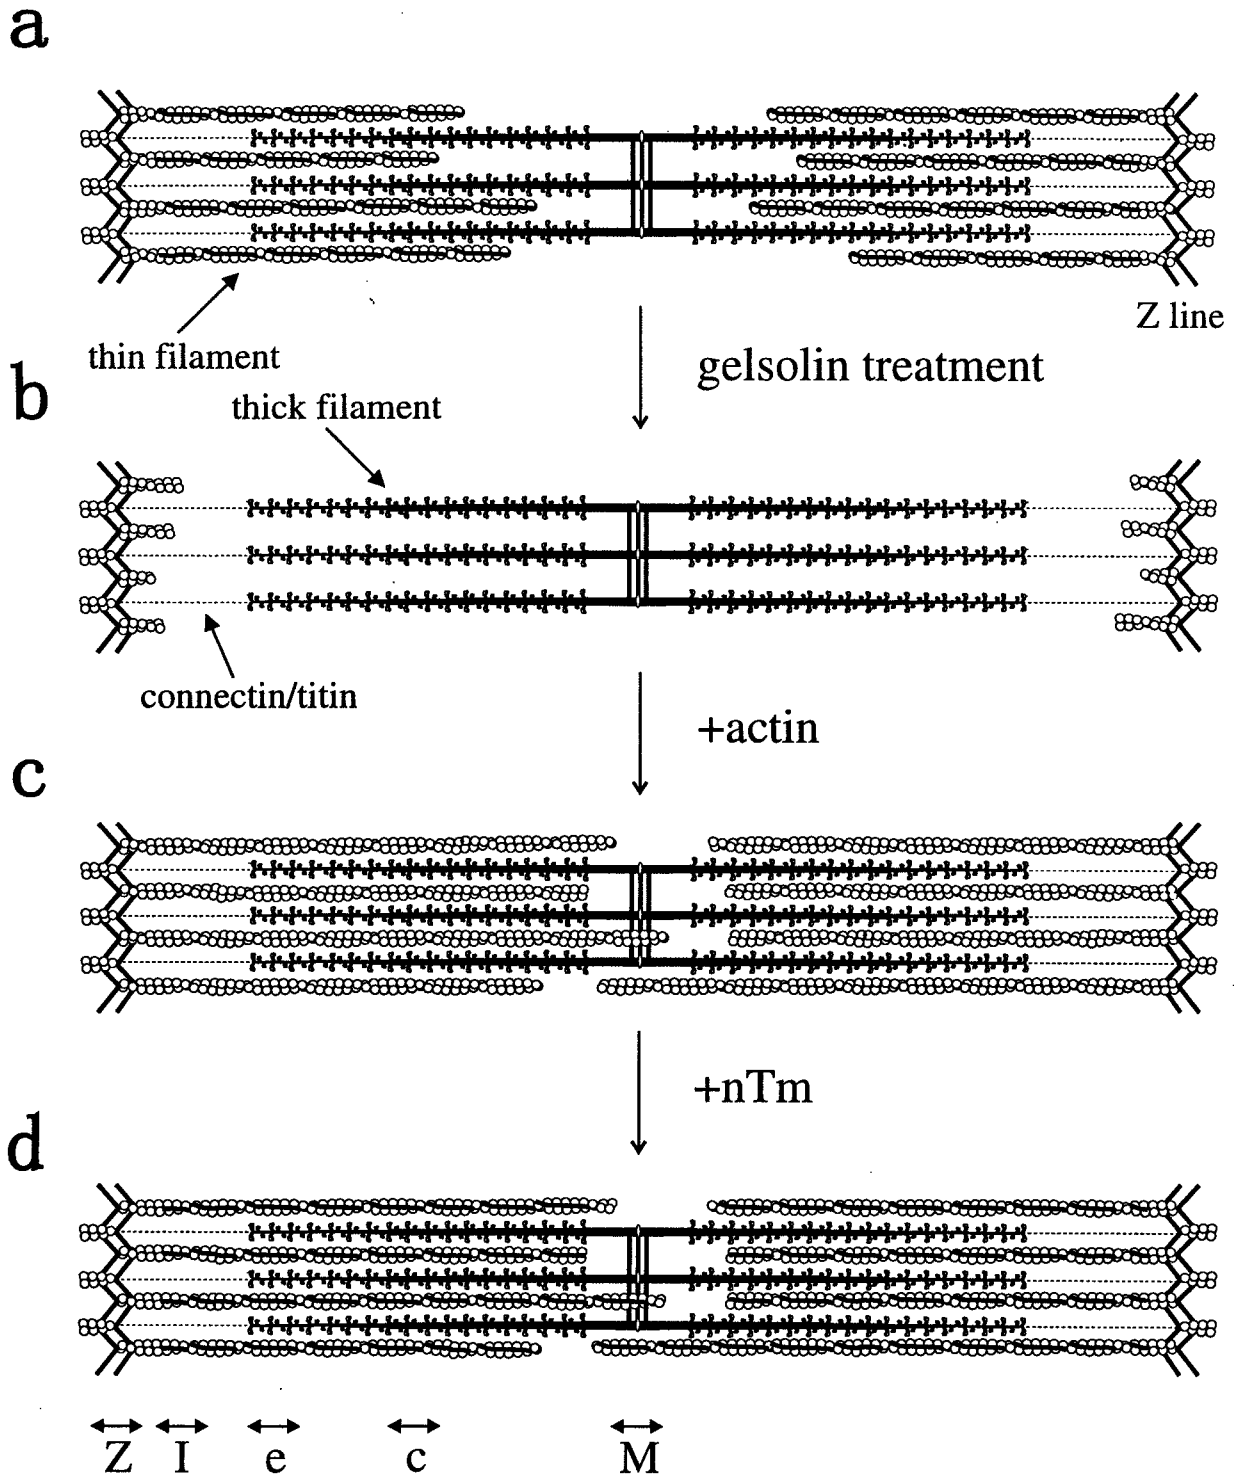 a
Z line
thin filament
gelsolin treatment
b
thick filament
connectin/titin
+actin
c
+nTm
d
Z I e c M